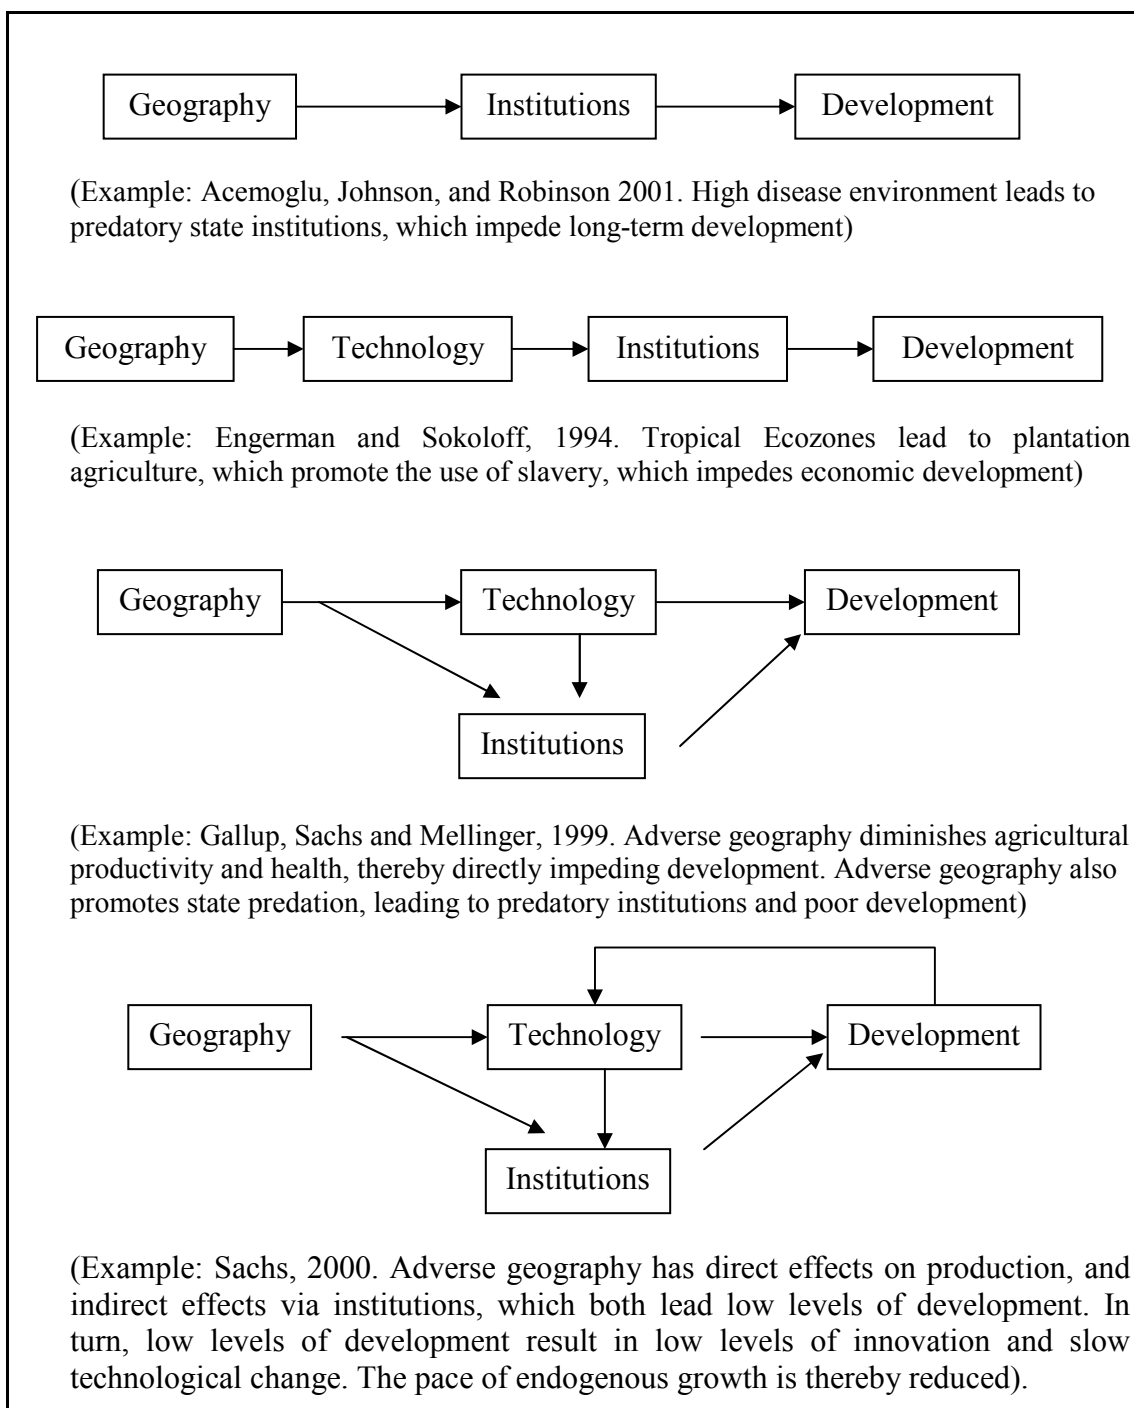 Geography Institutions Development
(Example: Acemoglu, Johnson, and Robinson 2001. High disease environment leads to
predatory state institutions, which impede long-term development)
Geography Technology Institutions Development
(Example: Engerman and Sokoloff, 1994. Tropical Ecozones lead to plantation
agriculture, which promote the use of slavery, which impedes economic development)
Geography Technology Development
Institutions
(Example: Gallup, Sachs and Mellinger, 1999. Adverse geography diminishes agricultural
productivity and health, thereby directly impeding development. Adverse geography also
promotes state predation, leading to predatory institutions and poor development)
Geography Technology Development
Institutions
(Example: Sachs, 2000. Adverse geography has direct effects on production, and
indirect effects via institutions, which both lead low levels of development. In
turn, low levels of development result in low levels of innovation and slow
technological change. The pace of endogenous growth is thereby reduced).